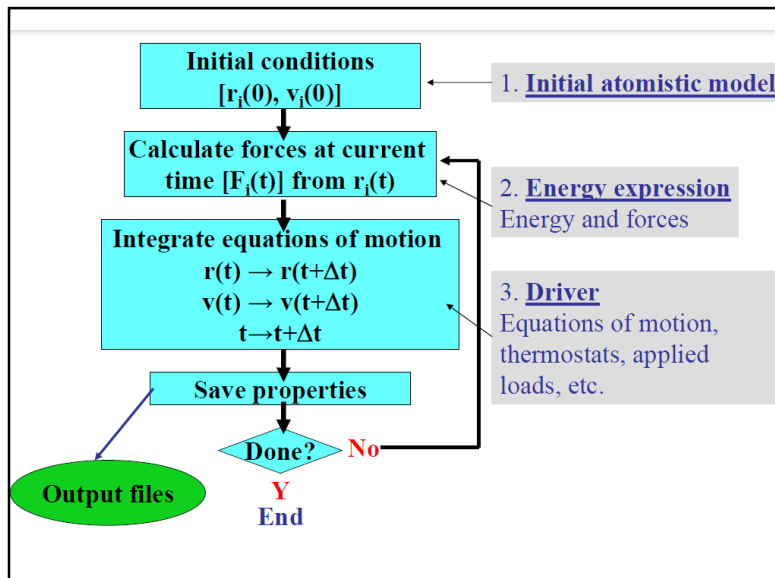 Initial conditions
[rᵢ(0), vᵢ(0)]
1. Initial atomistic model
Calculate forces at current
time [Fᵢ(t)] from rᵢ(t)
2. Energy expression
Energy and forces
Integrate equations of motion
r(t) → r(t+Δt)
v(t) → v(t+Δt)
t→t+Δt
3. Driver
Equations of motion,
thermostats, applied
loads, etc.
Save properties
Done?
No
Y
End
Output files